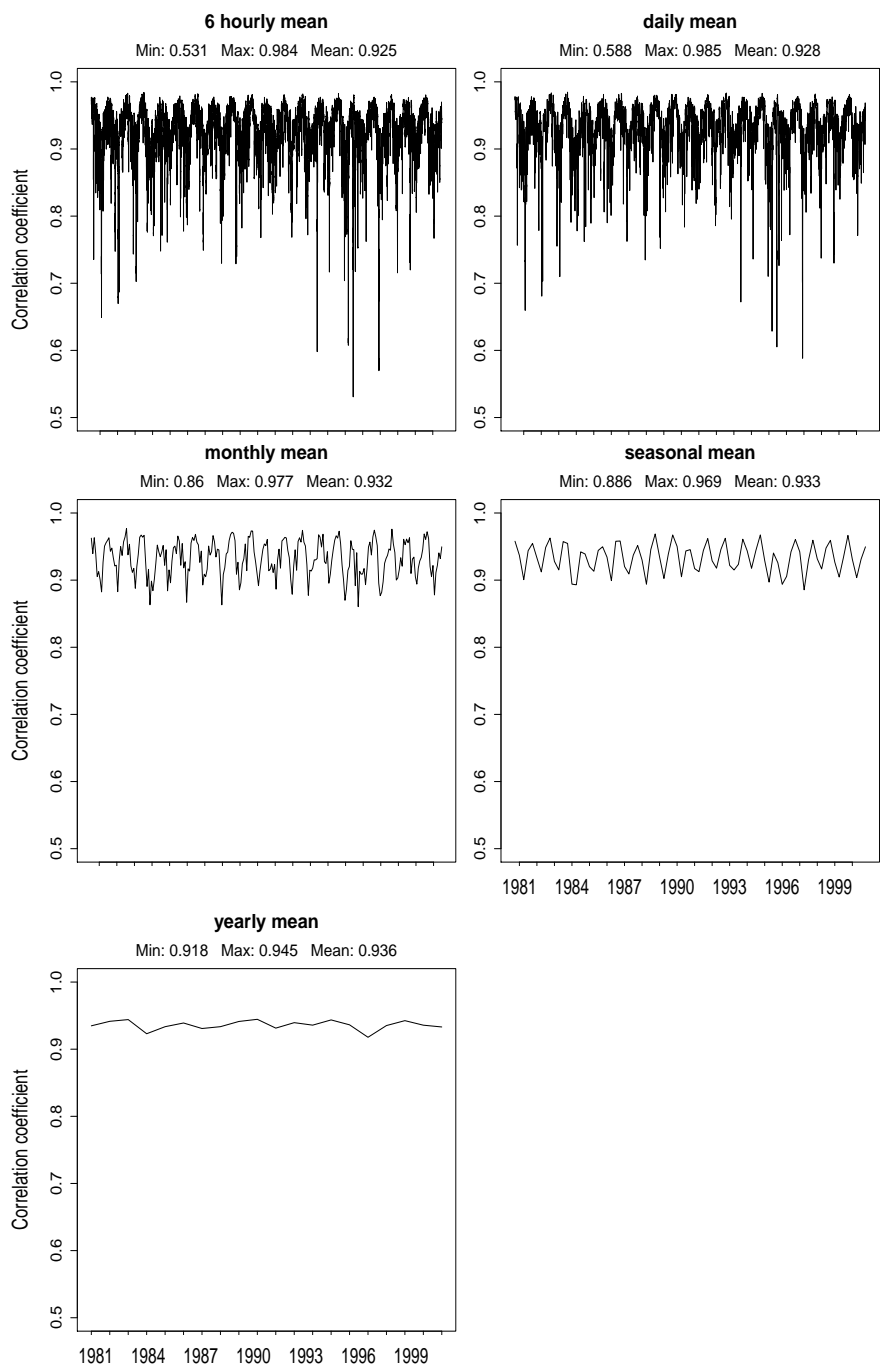 6 hourly mean
Min: 0.531 Max: 0.984 Mean: 0.925
Correlation coefficient
1.0
0.9
0.8
0.7
0.6
0.5
daily mean
Min: 0.588 Max: 0.985 Mean: 0.928
1.0
0.9
0.8
0.7
0.6
0.5
monthly mean
Min: 0.86 Max: 0.977 Mean: 0.932
Correlation coefficient
1.0
0.9
0.8
0.7
0.6
0.5
seasonal mean
Min: 0.886 Max: 0.969 Mean: 0.933
1.0
0.9
0.8
0.7
0.6
0.5
1981 1984 1987 1990 1993 1996 1999
yearly mean
Min: 0.918 Max: 0.945 Mean: 0.936
Correlation coefficient
1.0
0.9
0.8
0.7
0.6
0.5
1981 1984 1987 1990 1993 1996 1999